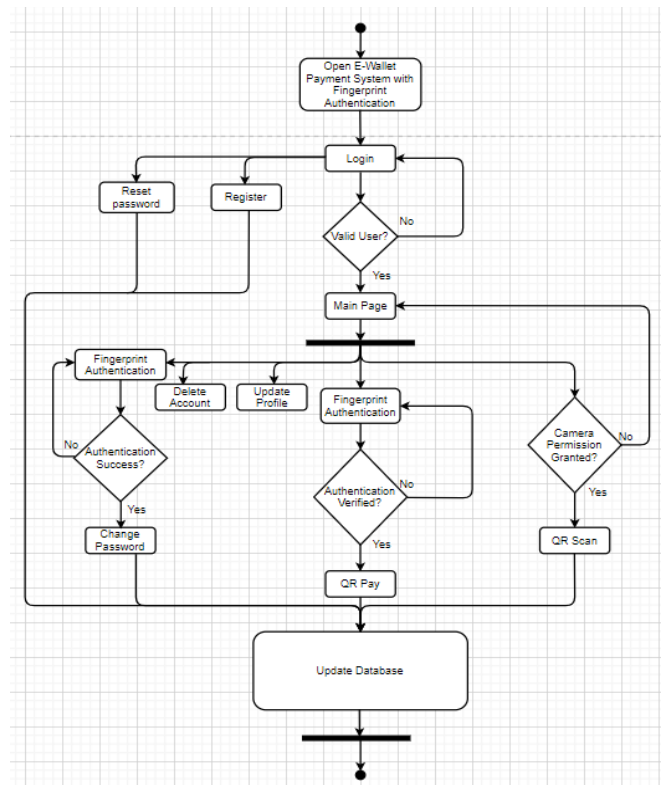 Open E-Wallet
Payment System with
Fingerprint
Authentication
Login
Reset
password
Register
No
Valid User?
Yes
Main Page
Fingerprint
Authentication
Delete
Account
Update
Profile
Fingerprint
Authentication
Camera
Permission
Granted?
No
No
Authentication
Success?
Authentication
Verified?
No
Yes
Yes
Change
Password
Yes
QR Scan
QR Pay
Update Database